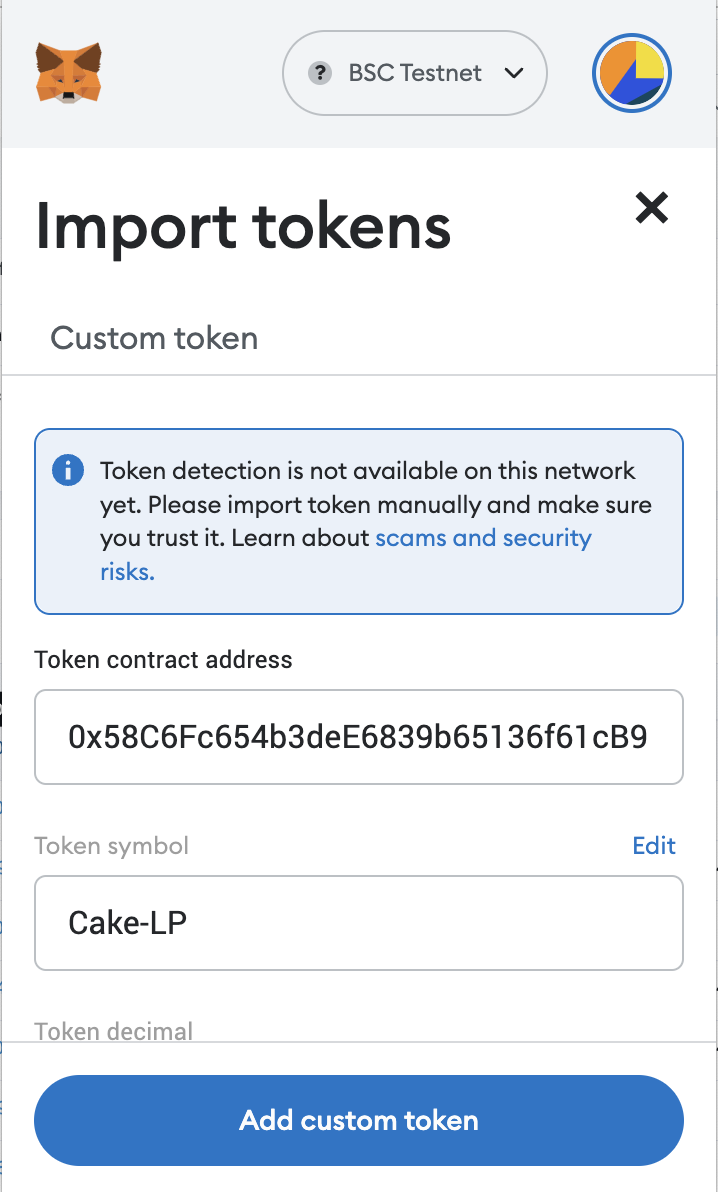 ? BSC Testnet
Import tokens
Custom token
Token detection is not available on this network
yet. Please import token manually and make sure
you trust it. Learn about scams and security
risks.
Token contract address
0x58C6Fc654b3deE6839b65136f61cB9
Token symbol
Edit
Cake-LP
Token decimal
Add custom token